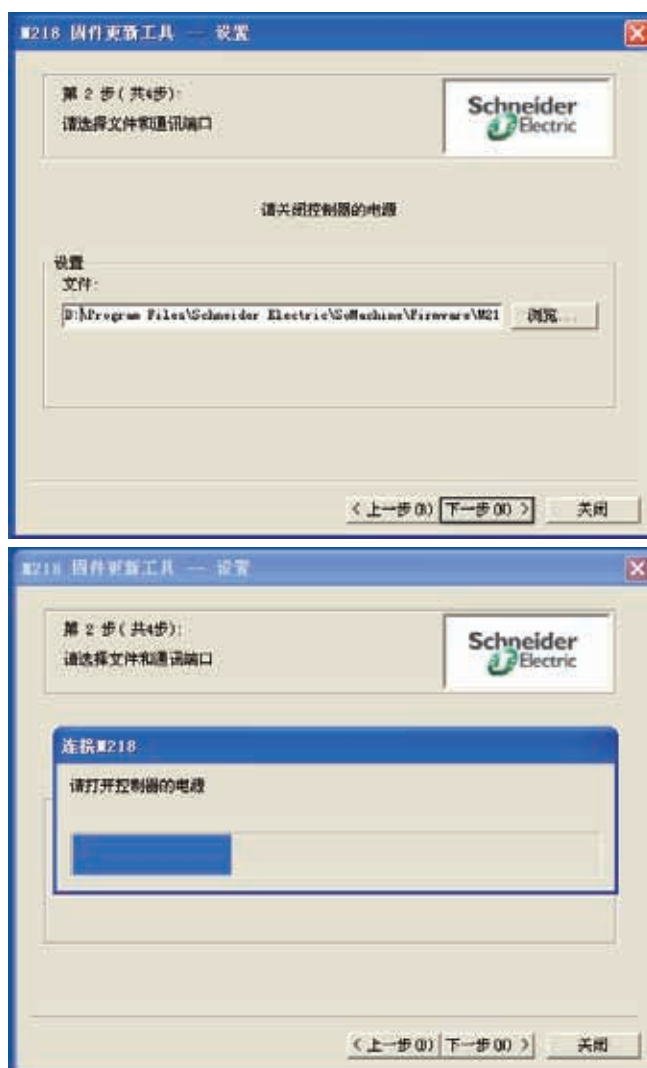 M218 固件更新工具 — 设置
第 2 步( 共4步):
请选择文件和通讯端口
Schneider
Electric
请关闭控制器的电源
设置
文件:
D:\Program Files\Schneider Electric\SoMachine\Firmware\M21
浏览...
< 上一步(B)
下一步(N) >
关闭
M218 固件更新工具 — 设置
第 2 步( 共4步):
请选择文件和通讯端口
Schneider
Electric
连接M218
请打开控制器的电源
< 上一步(B)
下一步(N) >
关闭